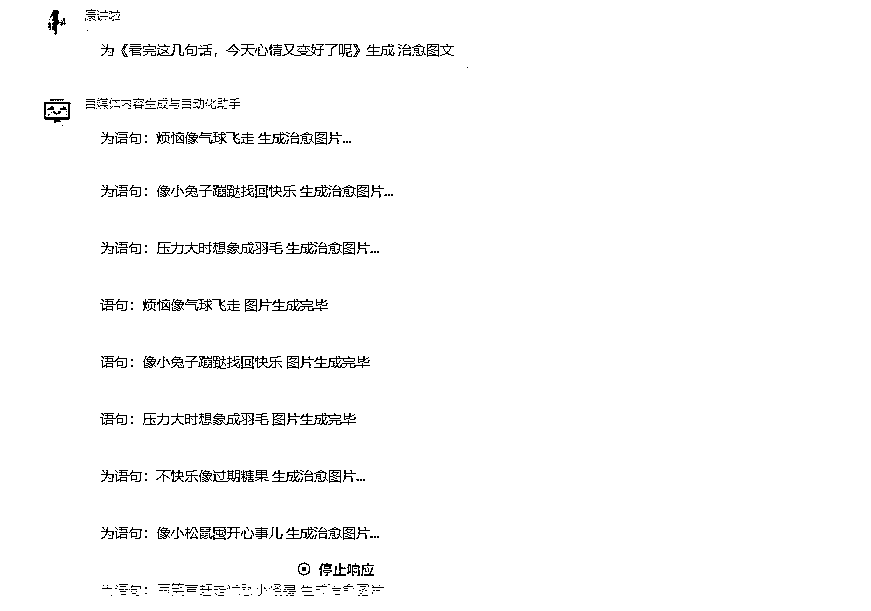 为《看完这几句话，今天心情又变好了呢》生成 治愈图文
自媒体内容生成与自动化助手
为语句：烦恼像气球飞走 生成治愈图片...
为语句：像小兔子蹦跶找回快乐 生成治愈图片...
为语句：压力大时想象成羽毛 生成治愈图片...
语句：烦恼像气球飞走 图片生成完毕
语句：像小兔子蹦跶找回快乐 图片生成完毕
语句：压力大时想象成羽毛 图片生成完毕
为语句：不快乐像过期糖果 生成治愈图片...
为语句：像小松鼠囤开心事儿 生成治愈图片...
停止响应
为语句：